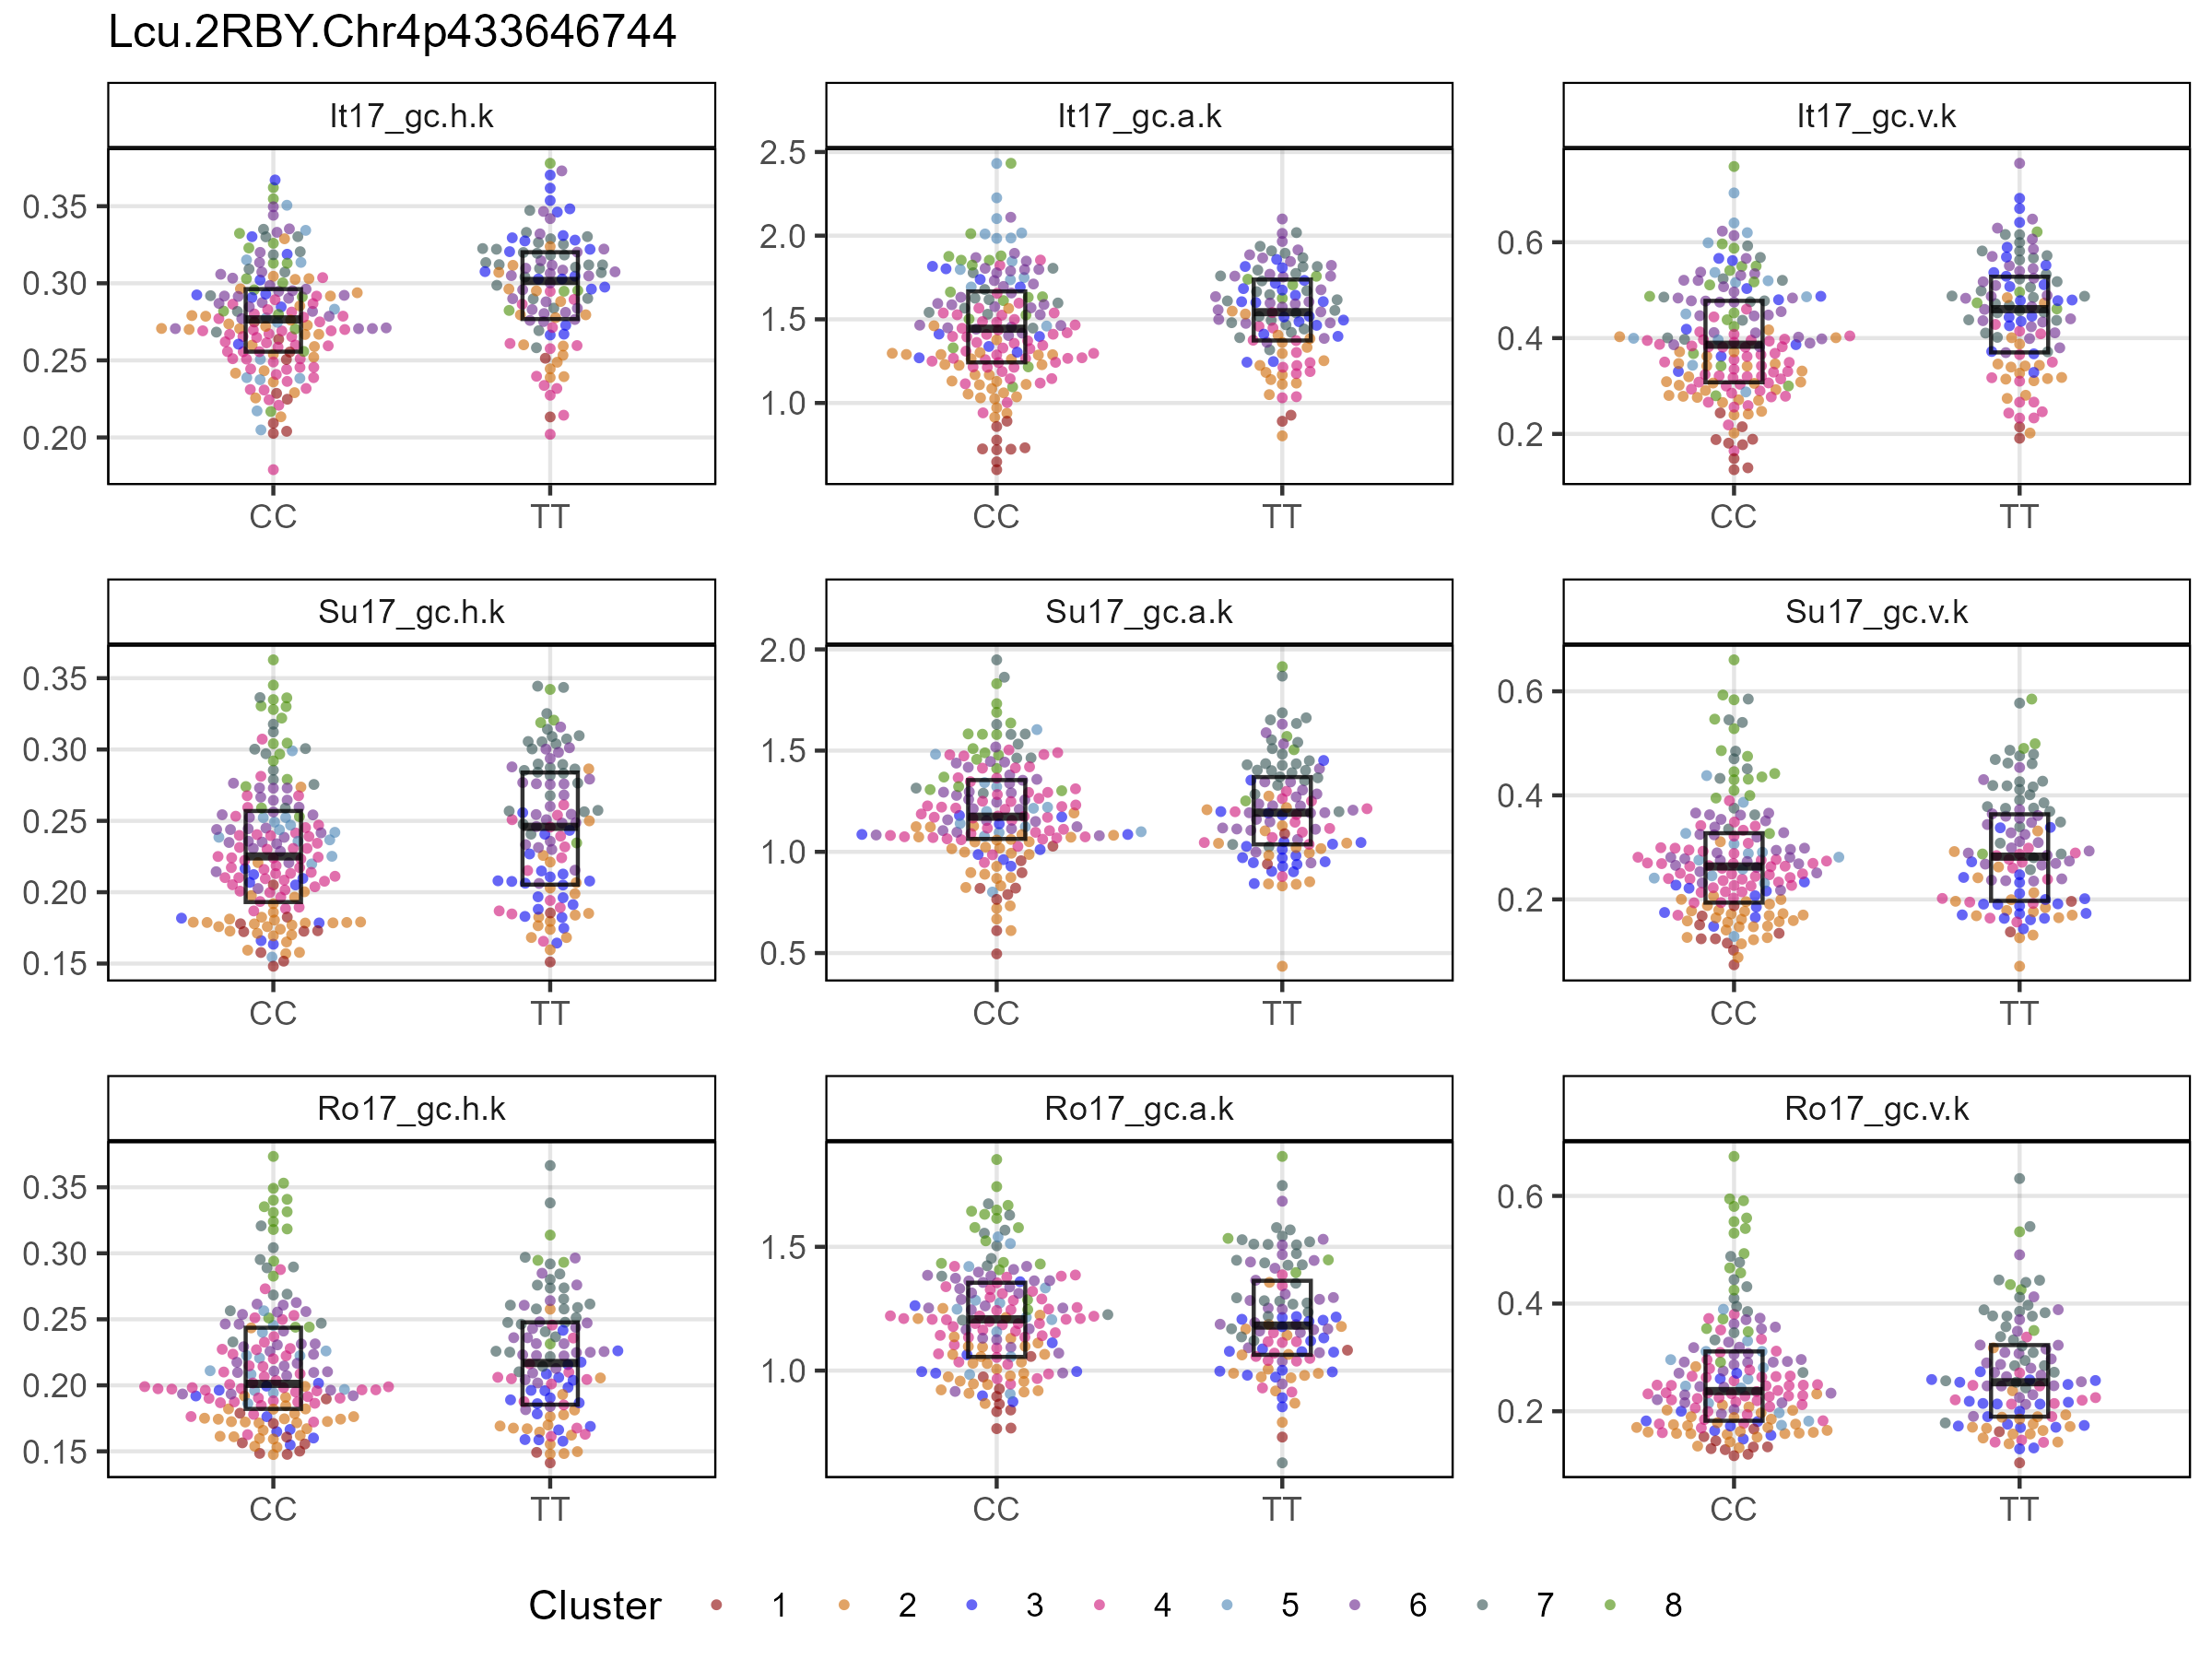 Lcu.2RBY.Chr4p433646744
It17_gc.h.k
It17_gc.a.k
It17_gc.v.k
0.35
0.30
0.25
0.20
2.5
2.0
1.5
1.0
0.6
0.4
0.2
CC
TT
CC
TT
CC
TT
Su17_gc.h.k
Su17_gc.a.k
Su17_gc.v.k
0.35
0.30
0.25
0.20
0.15
2.0
1.5
1.0
0.5
0.6
0.4
0.2
CC
TT
CC
TT
CC
TT
Ro17_gc.h.k
Ro17_gc.a.k
Ro17_gc.v.k
0.35
0.30
0.25
0.20
0.15
1.5
1.0
0.6
0.4
0.2
CC
TT
CC
TT
CC
TT
Cluster 1 2 3 4 5 6 7 8